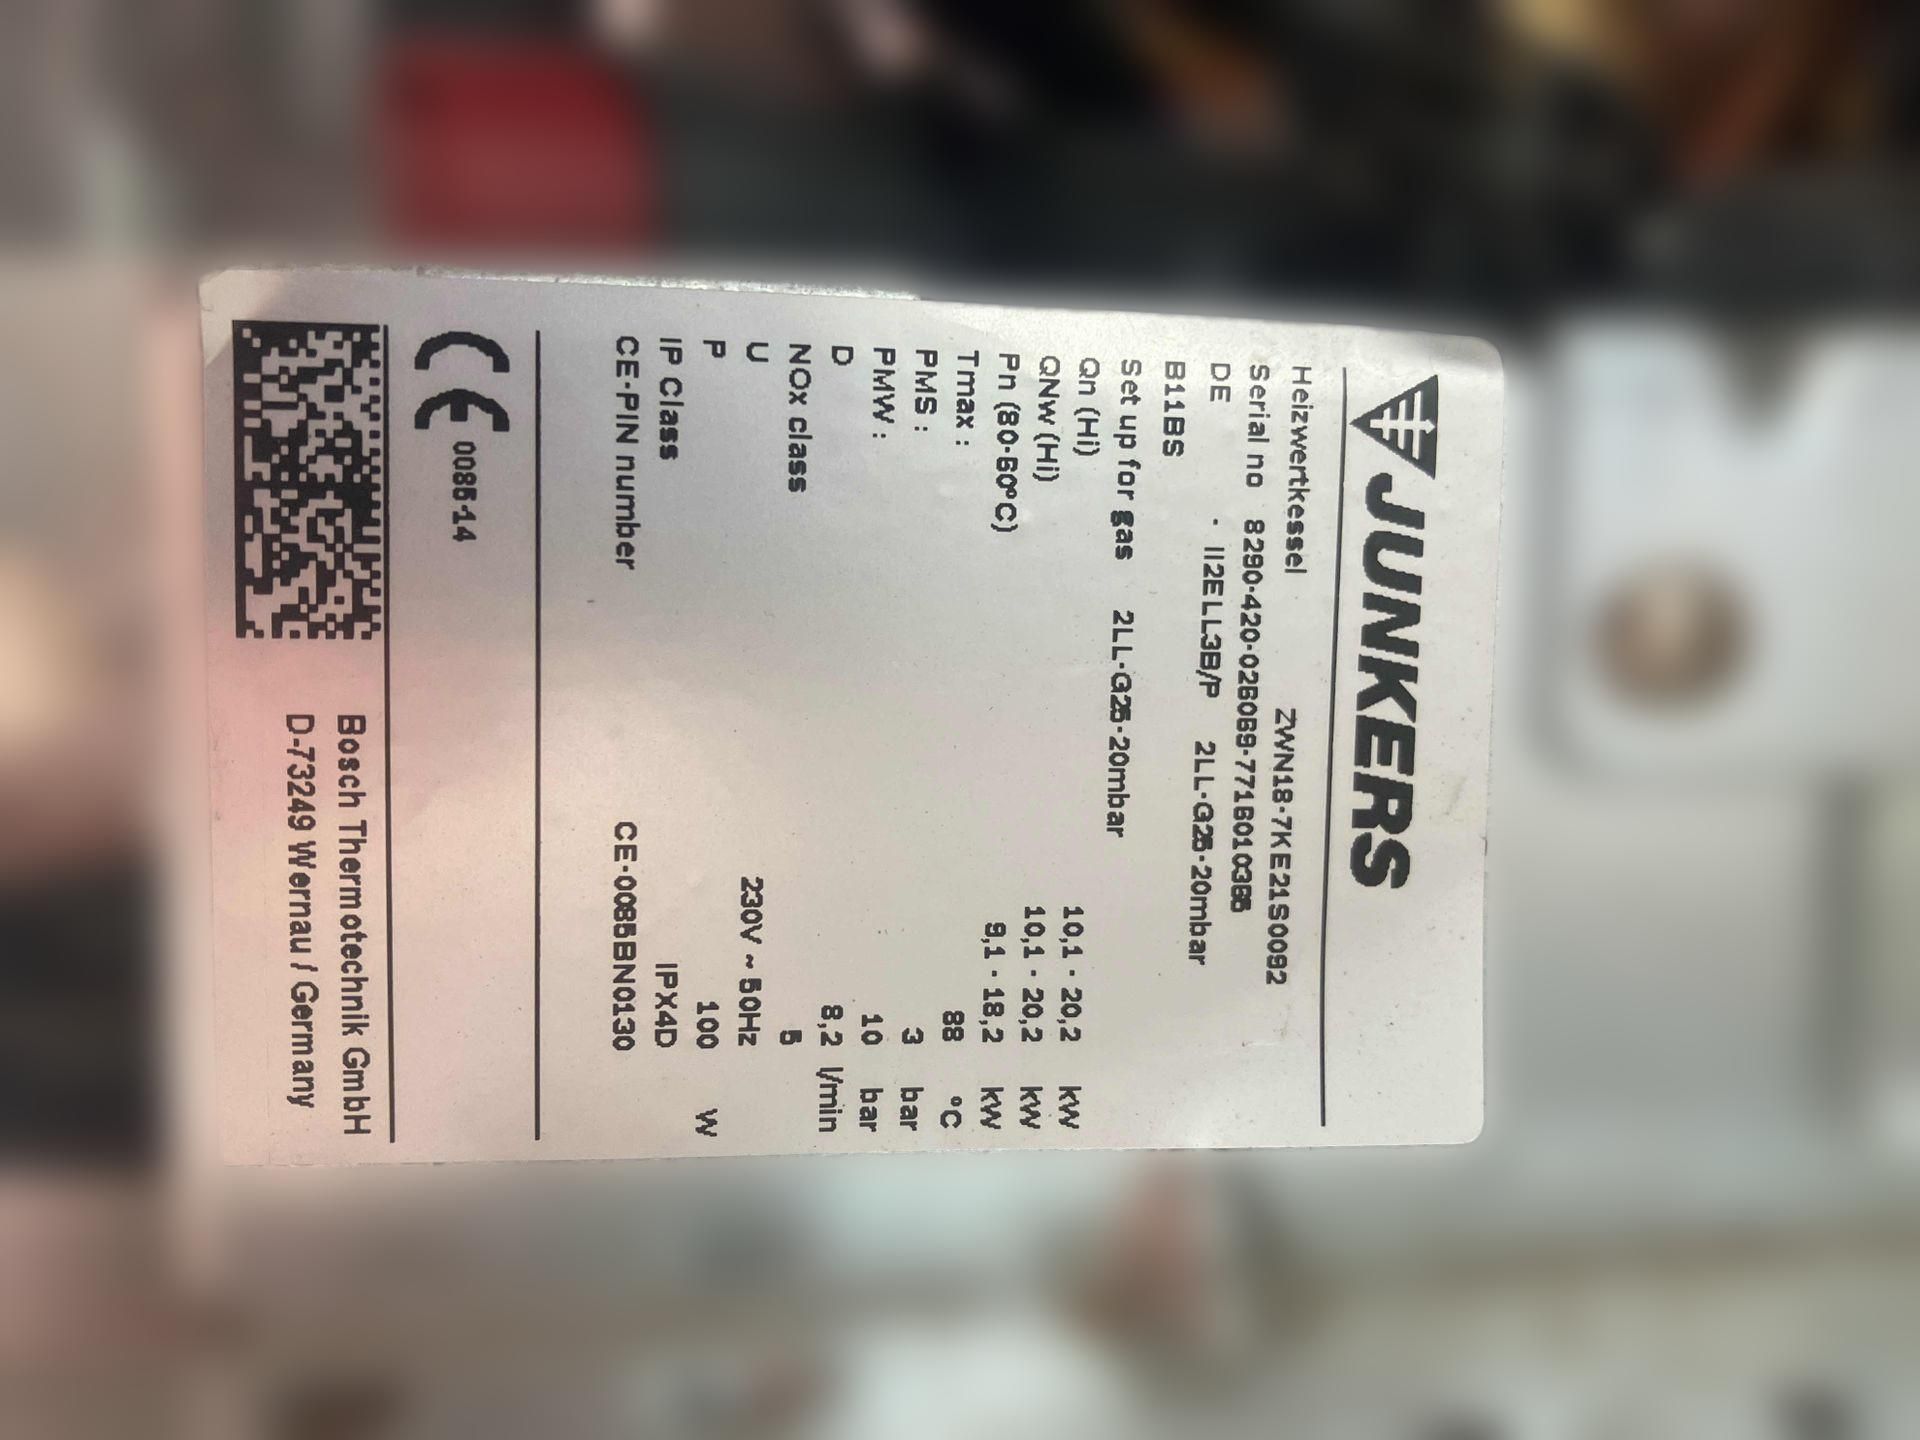 JUNKERS
Heizwertkessel ZWN18-7KE21S0092
Serial no 8290-420-026069-7716010366
DE - II2ELL3B/P 2LL-G25-20mbar
B11BS
Set up for gas 2LL-G25-20mbar
Qn (Hi) 10,1 - 20,2 kW
QNw (Hi) 10,1 - 20,2 kW
Pn (80-60°C) 9,1 - 18,2 kW
Tmax : 88 °C
PMS : 3 bar
PMW : 10 bar
D 8,2 l/min
NOx class 5
U 230V ~ 50Hz
P 100 W
IP Class IPX4D
CE-PIN number CE-0085BN0130
CE 0085-14
Bosch Thermotechnik GmbH
D-73249 Wernau / Germany